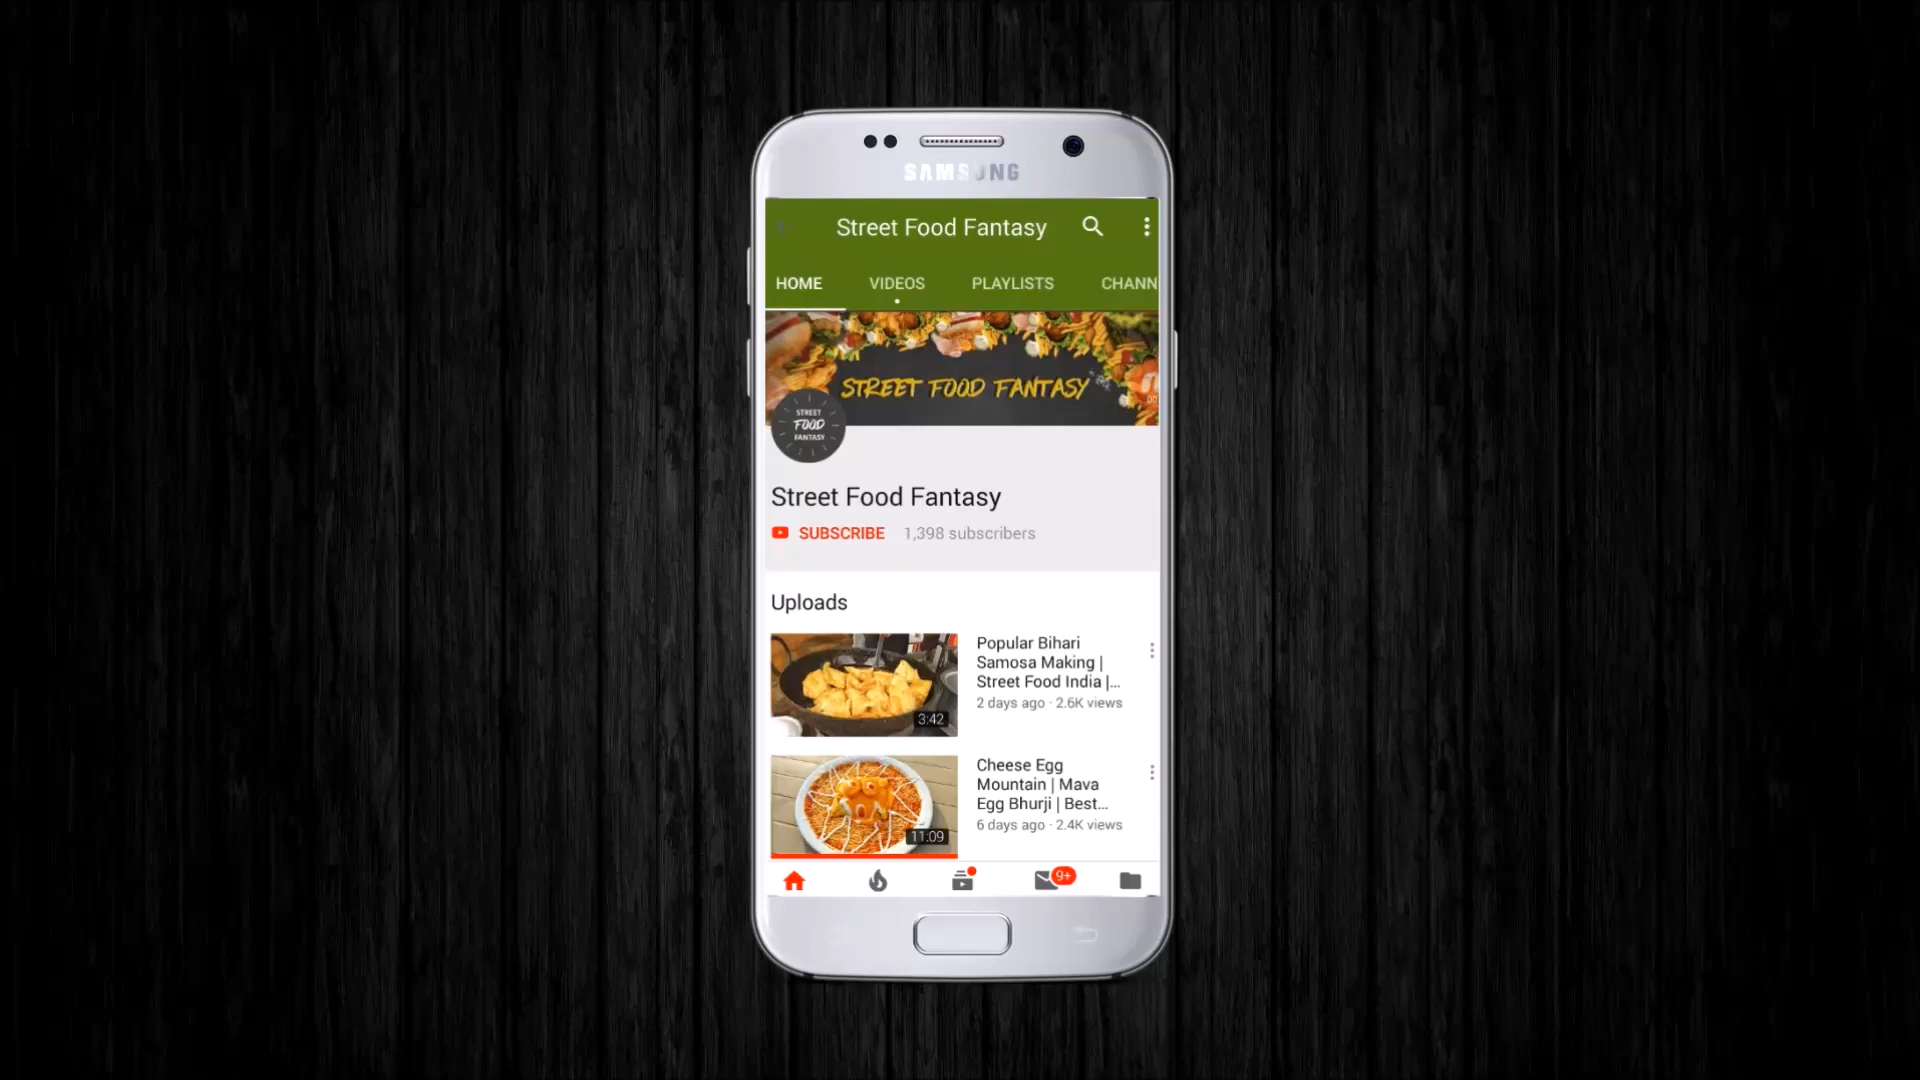 SAMSUNG
Street Food Fantasy
HOME VIDEOS PLAYLISTS CHANN
STREET FOOD FANTASY
STREET
FOOD
FANTASY
Street Food Fantasy
SUBSCRIBE 1,398 subscribers
Uploads
Popular Bihari
Samosa Making |
Street Food India |...
2 days ago · 2.6K views
3:42
Cheese Egg
Mountain | Mava
Egg Bhurji | Best...
6 days ago · 2.4K views
11:09
9+